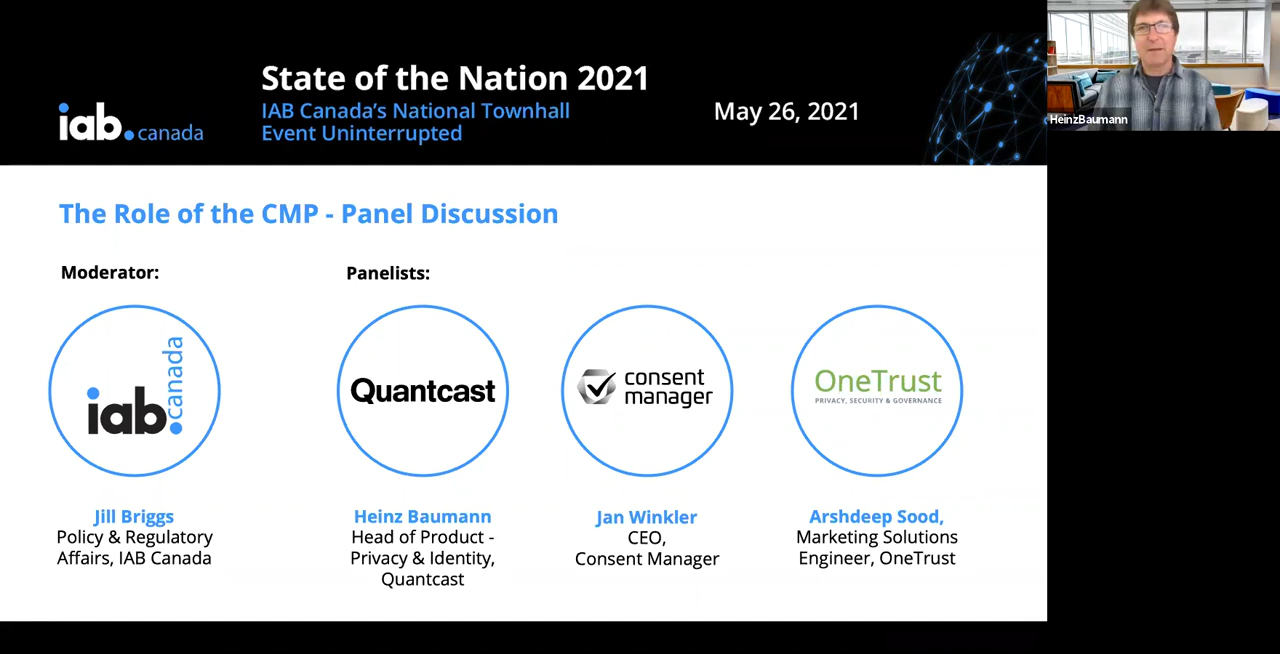 State of the Nation 2021
iab.canada
IAB Canada's National Townhall
Event Uninterrupted
May 26, 2021
HeinzBaumann
The Role of the CMP - Panel Discussion
Moderator:
Panelists:
iab.canada
Quantcast
consent
manager
OneTrust
PRIVACY, SECURITY & GOVERNANCE
Jill Briggs
Policy & Regulatory
Affairs, IAB Canada
Heinz Baumann
Head of Product -
Privacy & Identity,
Quantcast
Jan Winkler
CEO,
Consent Manager
Arshdeep Sood,
Marketing Solutions
Engineer, OneTrust